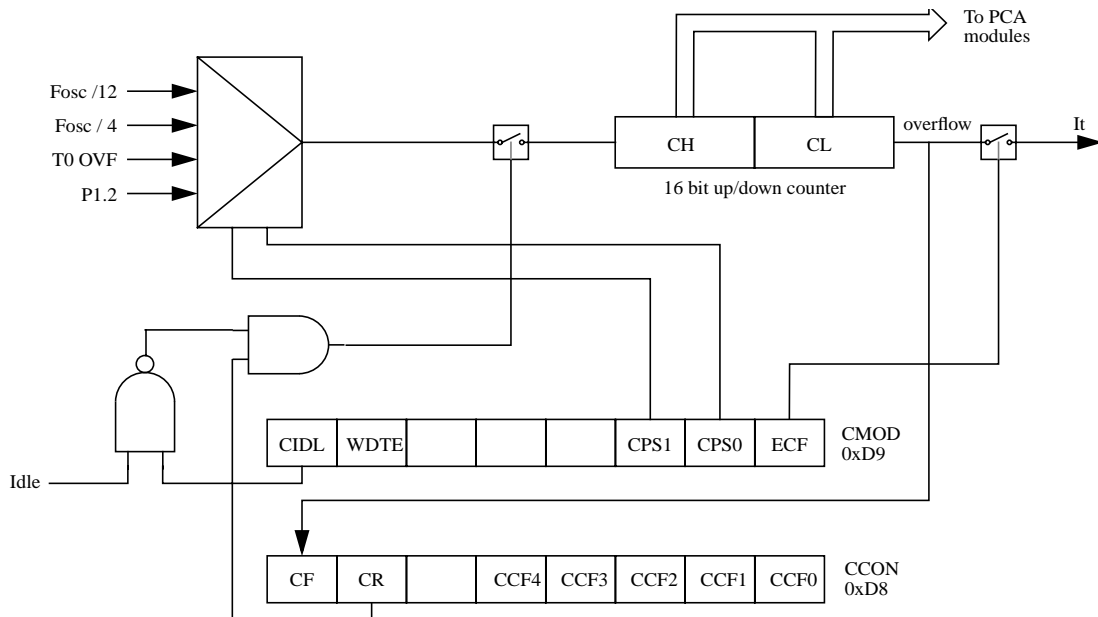 To PCA
modules
Fosc /12
Fosc / 4
T0 OVF
P1.2
CH
CL
overflow
It
16 bit up/down counter
CIDL WDTE CPS1 CPS0 ECF
CMOD
0xD9
Idle
CF CR CCF4 CCF3 CCF2 CCF1 CCF0
CCON
0xD8